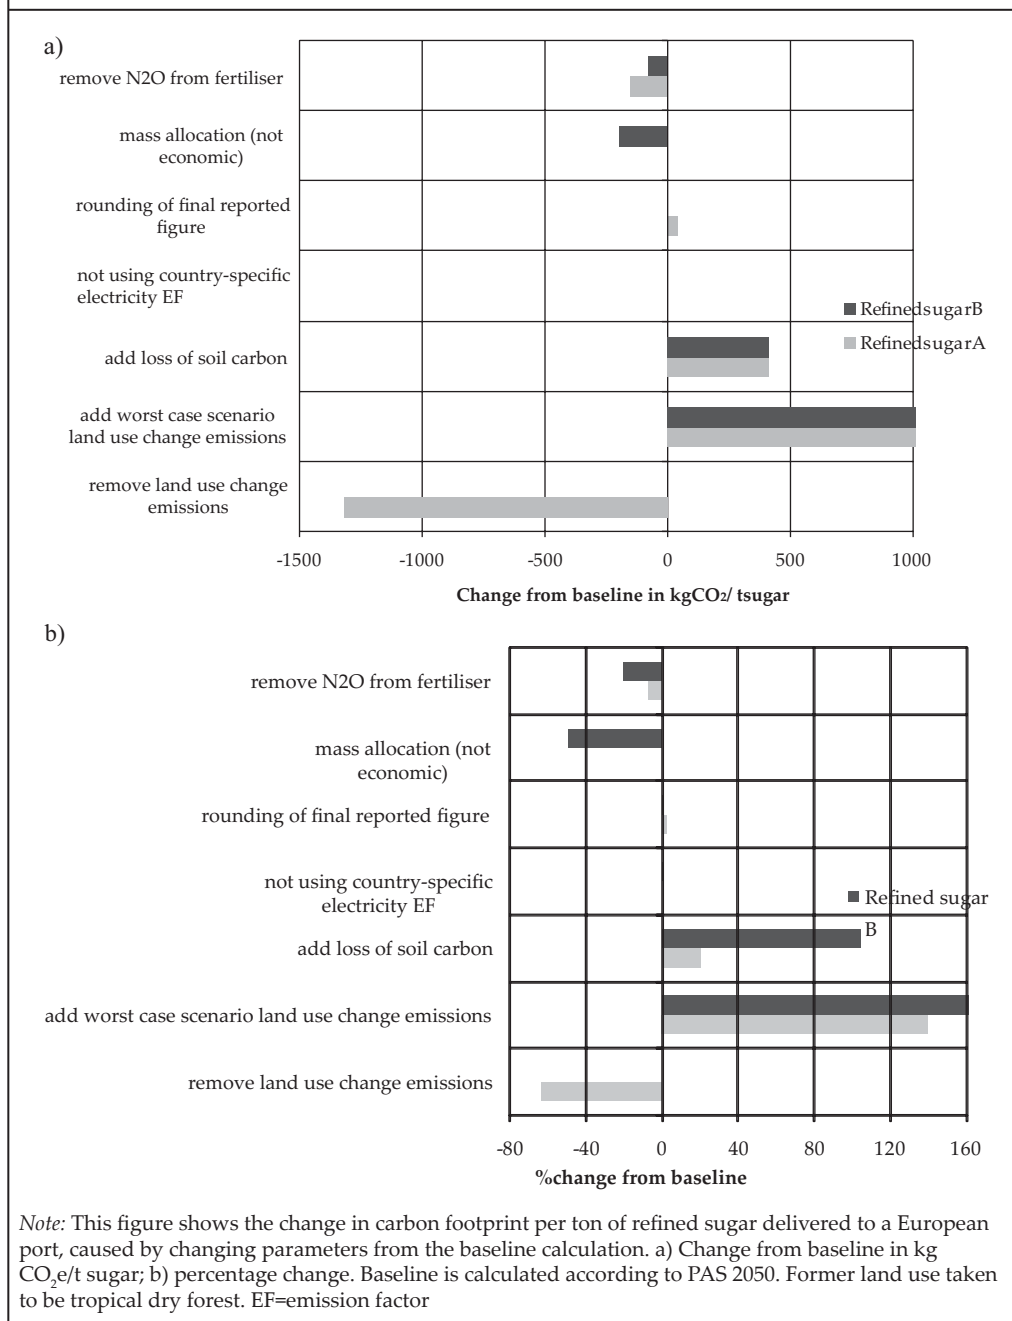 a)
remove N2O from fertiliser
mass allocation (not
economic)
rounding of final reported
figure
not using country-specific
electricity EF
RefinedsugarB
RefinedsugarA
add loss of soil carbon
add worst case scenario
land use change emissions
remove land use change
emissions
-1500 -1000 -500 0 500 1000
Change from baseline in kgCO2/ tsugar
b)
remove N2O from fertiliser
mass allocation (not
economic)
rounding of final reported figure
not using country-specific
electricity EF
Refined sugar
B
add loss of soil carbon
add worst case scenario land use change emissions
remove land use change emissions
-80 -40 0 40 80 120 160
%change from baseline
Note: This figure shows the change in carbon footprint per ton of refined sugar delivered to a European
port, caused by changing parameters from the baseline calculation. a) Change from baseline in kg
CO2e/t sugar; b) percentage change. Baseline is calculated according to PAS 2050. Former land use taken
to be tropical dry forest. EF=emission factor